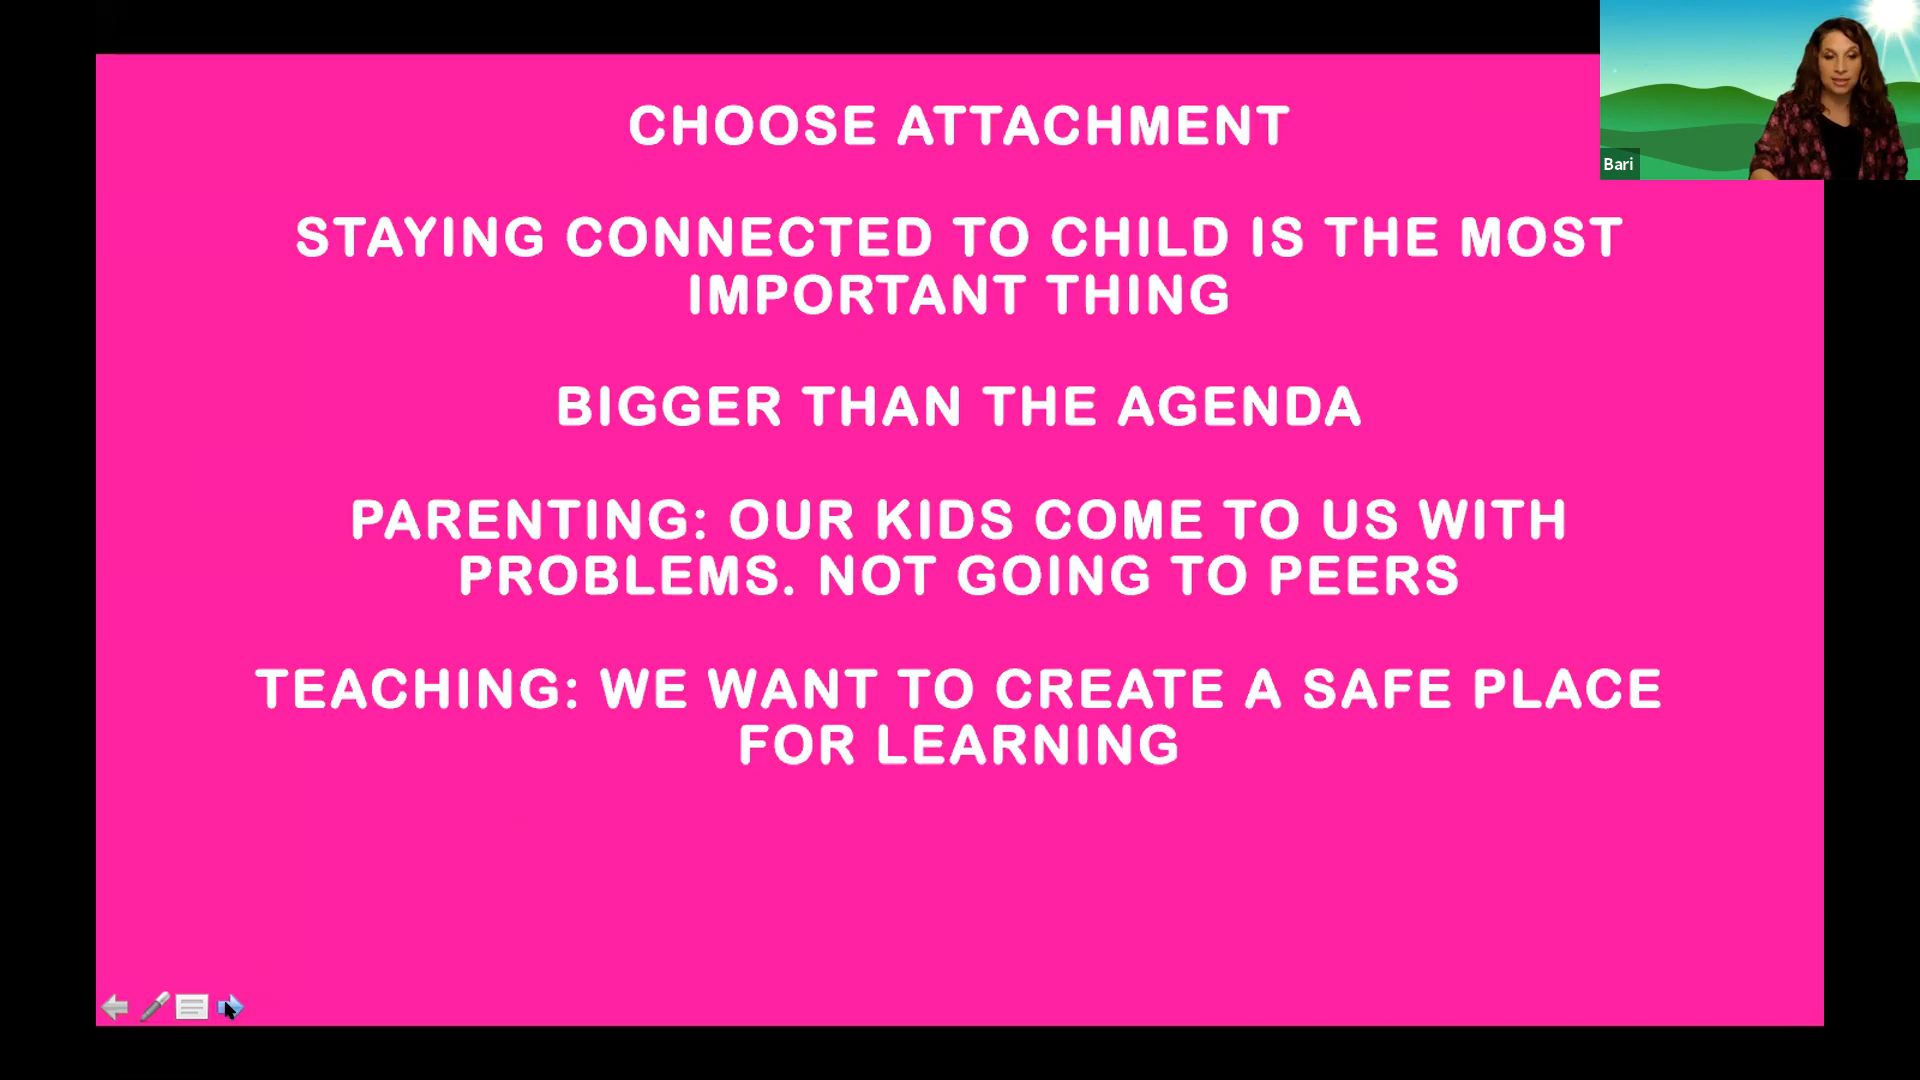 CHOOSE ATTACHMENT
STAYING CONNECTED TO CHILD IS THE MOST
IMPORTANT THING
BIGGER THAN THE AGENDA
PARENTING: OUR KIDS COME TO US WITH
PROBLEMS. NOT GOING TO PEERS
TEACHING: WE WANT TO CREATE A SAFE PLACE
FOR LEARNING
Bari